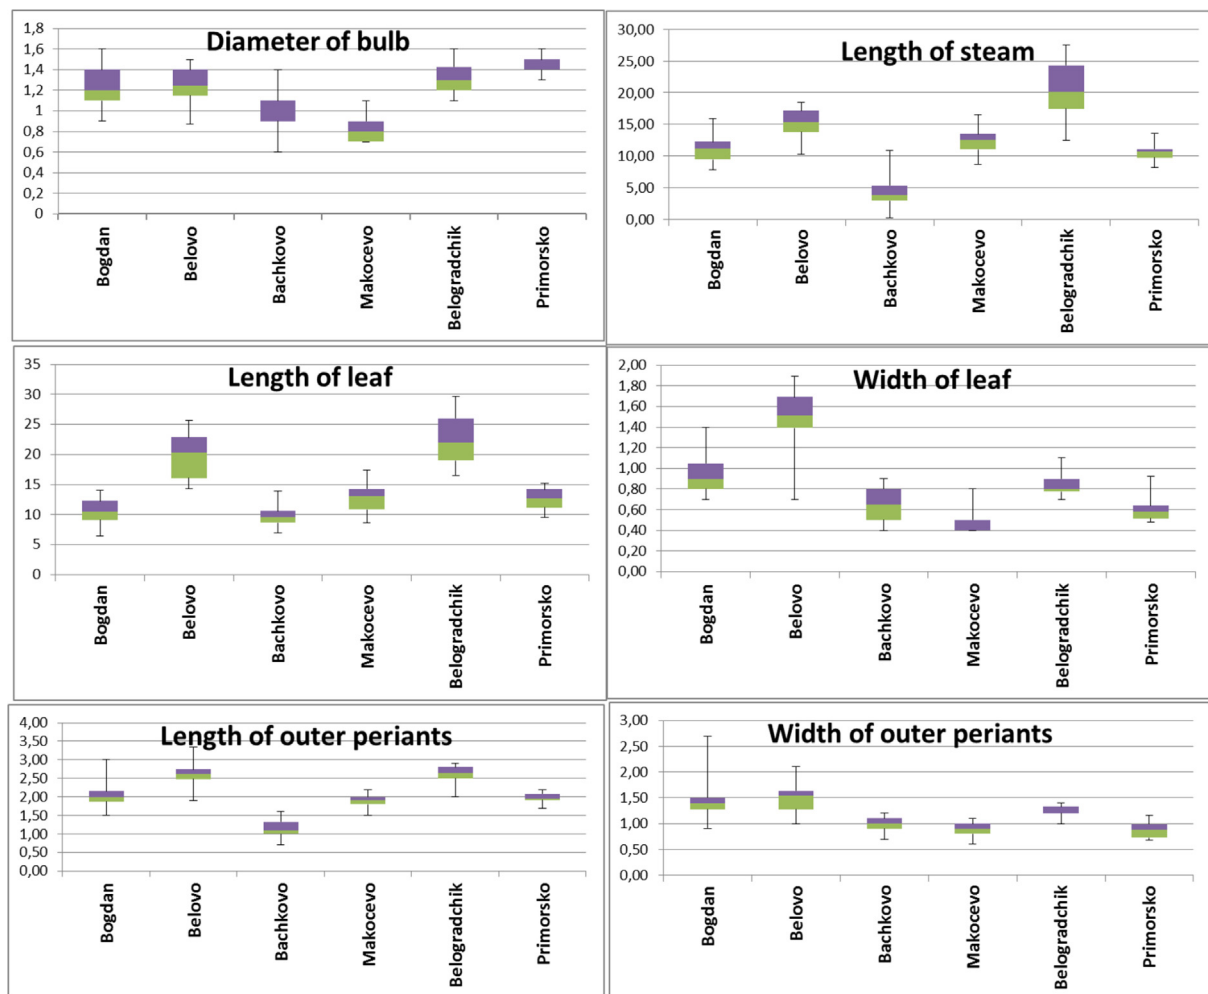 Diameter of bulb
1,8
1,6
1,4
1,2
1
0,8
0,6
0,4
0,2
0
Bogdan
Belovo
Bachkovo
Makocevo
Belogradchik
Primorsko
Length of steam
30,00
25,00
20,00
15,00
10,00
5,00
0,00
Bogdan
Belovo
Bachkovo
Makocevo
Belogradchik
Primorsko
Length of leaf
35
30
25
20
15
10
5
0
Bogdan
Belovo
Bachkovo
Makocevo
Belogradchik
Primorsko
Width of leaf
2,00
1,80
1,60
1,40
1,20
1,00
0,80
0,60
0,40
0,20
0,00
Bogdan
Belovo
Bachkovo
Makocevo
Belogradchik
Primorsko
Length of outer periants
4,00
3,50
3,00
2,50
2,00
1,50
1,00
0,50
0,00
Bogdan
Belovo
Bachkovo
Makocevo
Belogradchik
Primorsko
Width of outer periants
3,00
2,50
2,00
1,50
1,00
0,50
0,00
Bogdan
Belovo
Bachkovo
Makocevo
Belogradchik
Primorsko